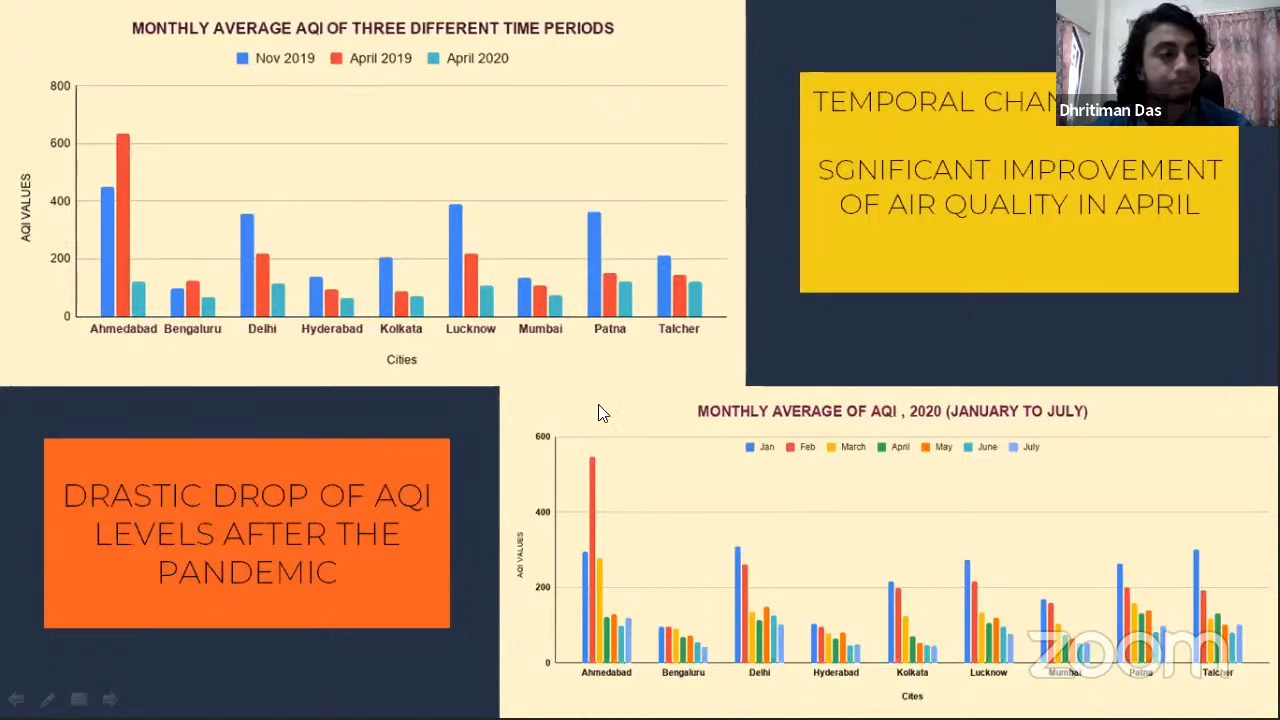 MONTHLY AVERAGE AQI OF THREE DIFFERENT TIME PERIODS
Nov 2019 April 2019 April 2020
800
600
400
200
0
AQI VALUES
Ahmedabad Bengaluru Delhi Hyderabad Kolkata Lucknow Mumbai Patna Talcher
Cities
TEMPORAL CHAN
Dhritiman Das
SGNIFICANT IMPROVEMENT
OF AIR QUALITY IN APRIL
DRASTIC DROP OF AQI
LEVELS AFTER THE
PANDEMIC
MONTHLY AVERAGE OF AQI , 2020 (JANUARY TO JULY)
Jan Feb March April May June July
600
400
200
0
AQI VALUES
Ahmedabad Bengaluru Delhi Hyderabad Kolkata Lucknow Mumbai Patna Talcher
Cites
zoom